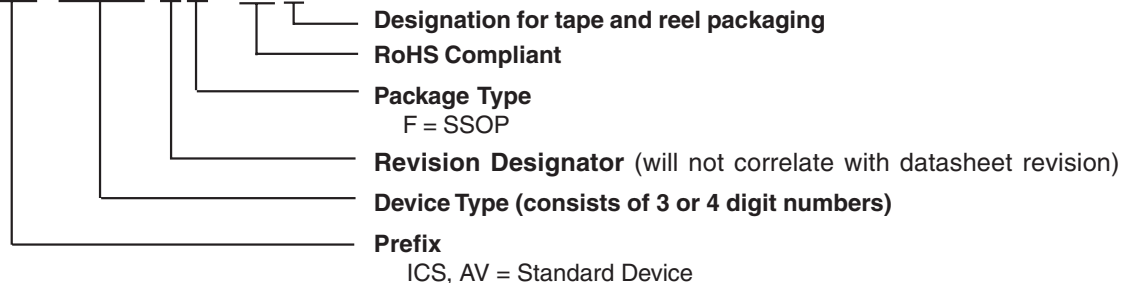 Designation for tape and reel packaging
RoHS Compliant
Package Type
F = SSOP
Revision Designator (will not correlate with datasheet revision)
Device Type (consists of 3 or 4 digit numbers)
Prefix
ICS, AV = Standard Device